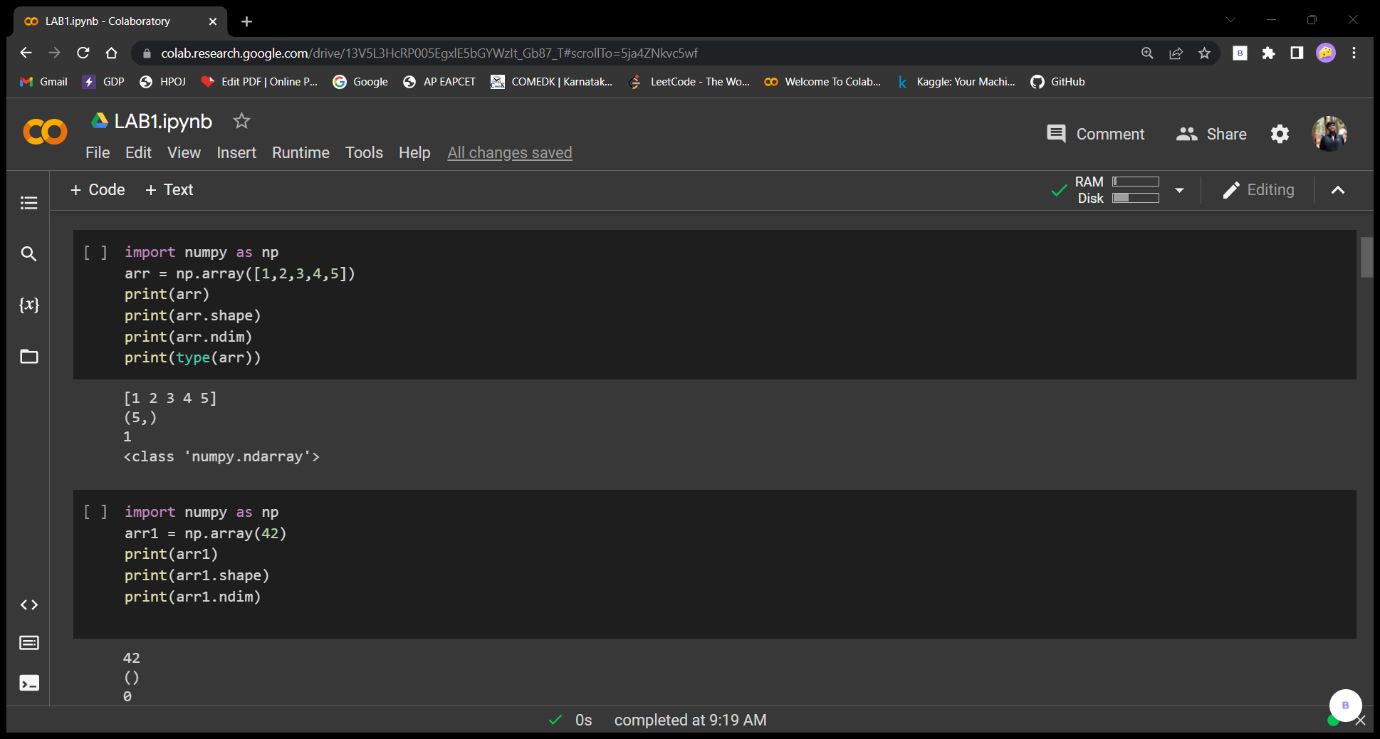 LAB1.ipynb - Colaboratory
colab.research.google.com/drive/13V5L3HcRP005EgxlE5bGYWzIt_Gb87_T#scrollTo=5ja4ZNkvc5wf
Gmail GDP HPOJ Edit PDF | Online P... Google AP EAPCET COMEDK | Karnatak... LeetCode - The Wo... Welcome To Colab... Kaggle: Your Machi... GitHub
LAB1.ipynb
Comment Share
File Edit View Insert Runtime Tools Help All changes saved
+ Code + Text
RAM
Disk
Editing
{x}
[ ] import numpy as np
arr = np.array([1,2,3,4,5])
print(arr)
print(arr.shape)
print(arr.ndim)
print(type(arr))
[1 2 3 4 5]
(5,)
1
<class 'numpy.ndarray'>
[ ] import numpy as np
arr1 = np.array(42)
print(arr1)
print(arr1.shape)
print(arr1.ndim)
42
()
0
0s completed at 9:19 AM
B